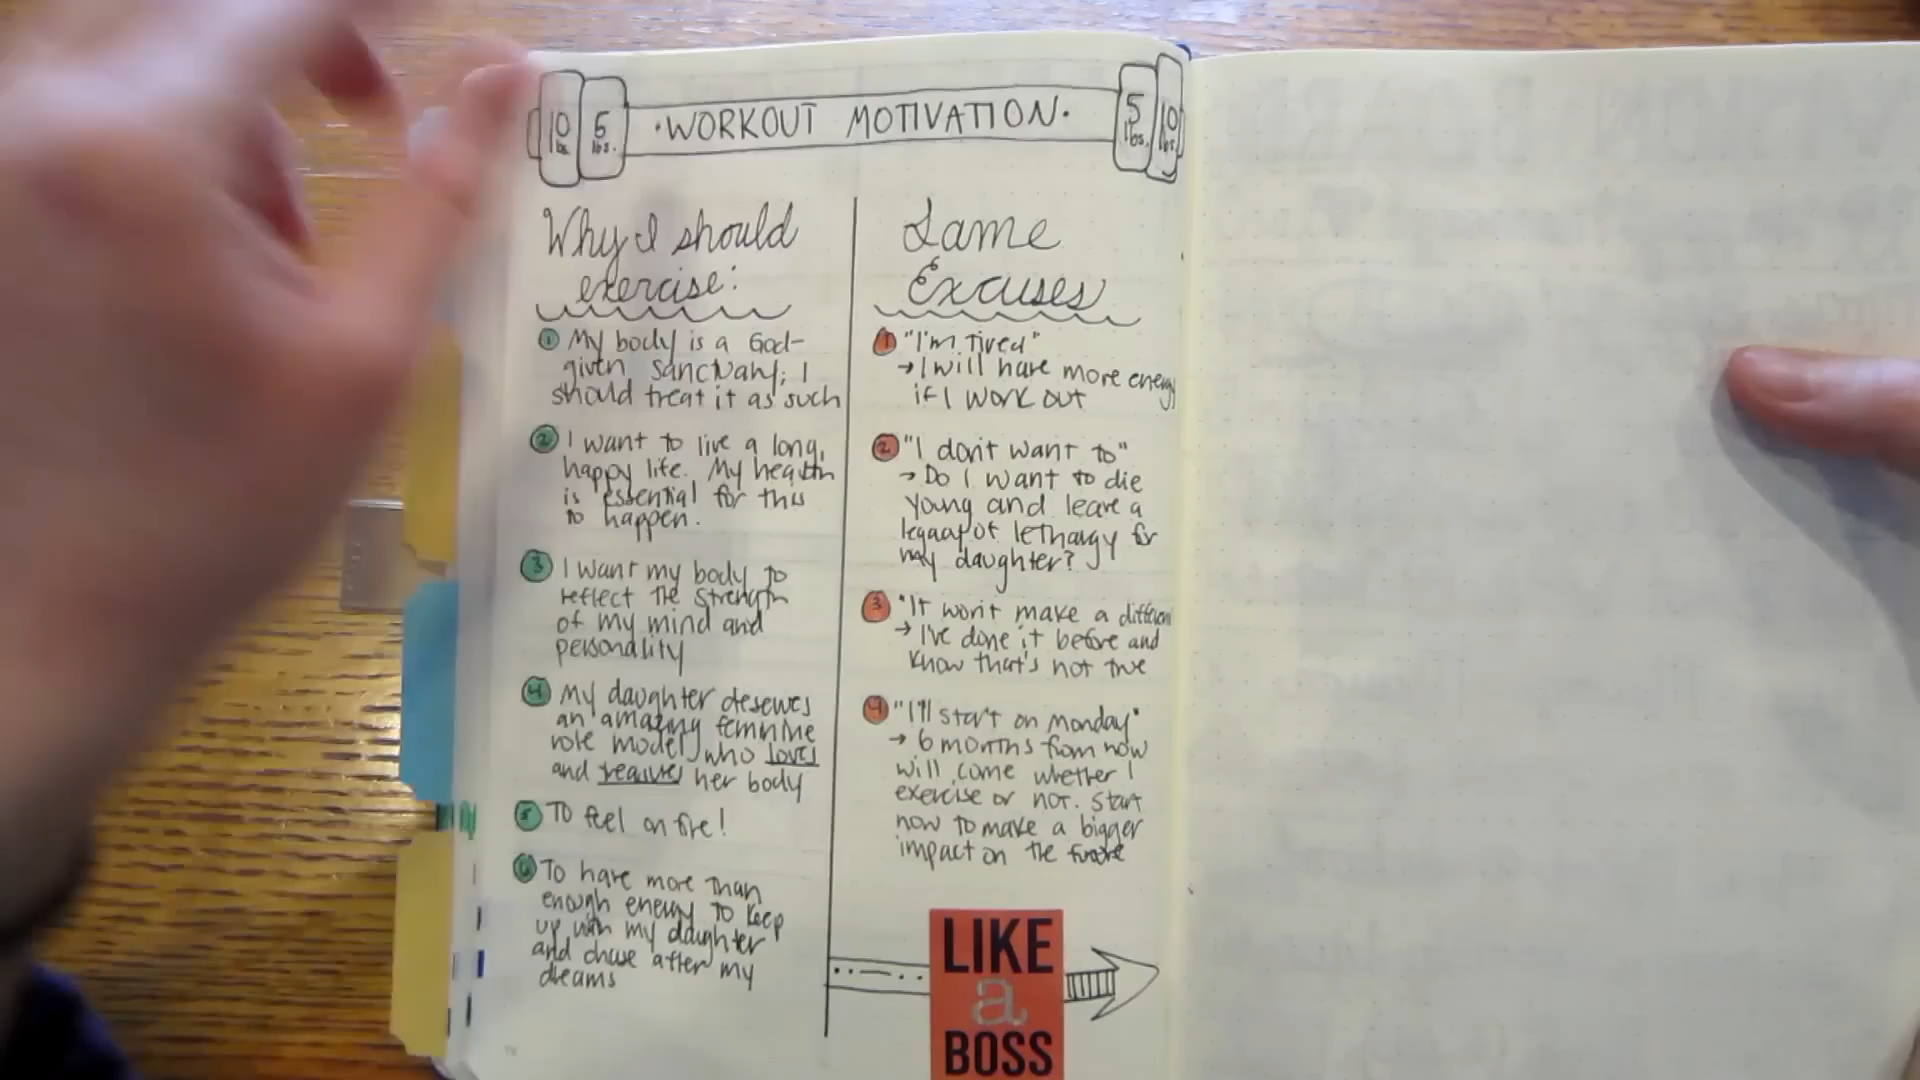 10 lbs. 5 lbs. ·WORKOUT MOTIVATION· 5 lbs. 10 lbs.
Why I should
exercise:
1 My body is a God-
given sanctuary; I
should treat it as such
2 I want to live a long,
happy life. My health
is essential for this
to happen.
3 I want my body to
reflect the strength
of my mind and
personality
4 My daughter deserves
an amazing feminine
role model who loves
and her body
5 To feel on fire!
6 To have more than
enough energy to keep
up with my daughter
and chase after my
dreams
Lame
Excuses
1 "I'm tired"
→ I will have more energy
if I work out
2 "I don't want to"
→ Do I want to die
young and leave a
legacy of lethargy for
my daughter?
3 "It won't make a
→ I've done it before and
know that's not true
4 "I'll start on Monday"
→ 6 months from now
will come whether I
exercise or not. Start
now to make a bigger
impact on the future
LIKE
a
BOSS